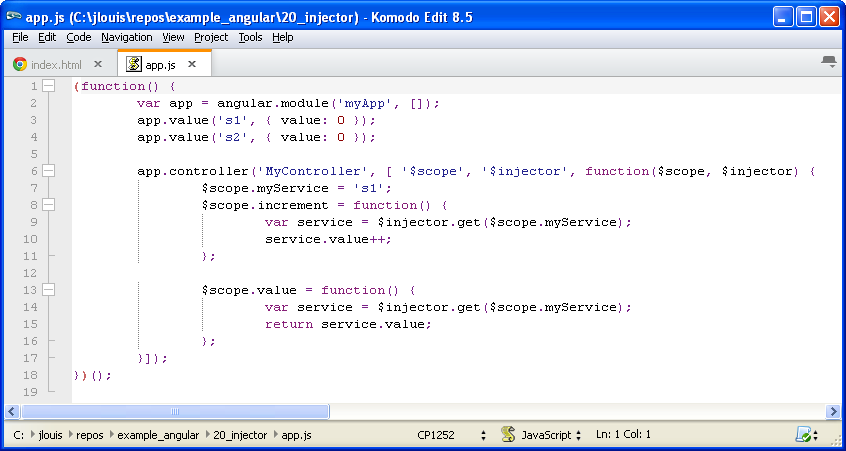 app.js (C:\jlouis\repos\example_angular\20_injector) - Komodo Edit 8.5
File Edit Code Navigation View Project Tools Help
index.html app.js
1 (function() {
2 var app = angular.module('myApp', []);
3 app.value('s1', { value: 0 });
4 app.value('s2', { value: 0 });
5
6 app.controller('MyController', [ '$scope', '$injector', function($scope, $injector) {
7 $scope.myService = 's1';
8 $scope.increment = function() {
9 var service = $injector.get($scope.myService);
10 service.value++;
11 };
12
13 $scope.value = function() {
14 var service = $injector.get($scope.myService);
15 return service.value;
16 };
17 }]);
18 })();
19
C: jlouis repos example_angular 20_injector app.js CP1252 JavaScript Ln: 1 Col: 1